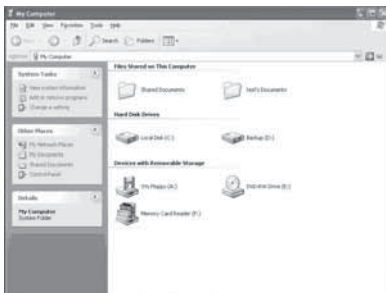 My Computer
File Edit View Favorites Tools Help
Back Search Folders
Address My Computer
System Tasks
View system information
Add or remove programs
Change a setting
Other Places
My Network Places
My Documents
Shared Documents
Control Panel
Details
My Computer
System Folder
Files Stored on This Computer
Shared Documents
Documents
Hard Disk Drives
Local Disk (C:)
Backup (D:)
Devices with Removable Storage
3½ Floppy (A:)
DVD-RW Drive (E:)
Memory Card Reader (F:)